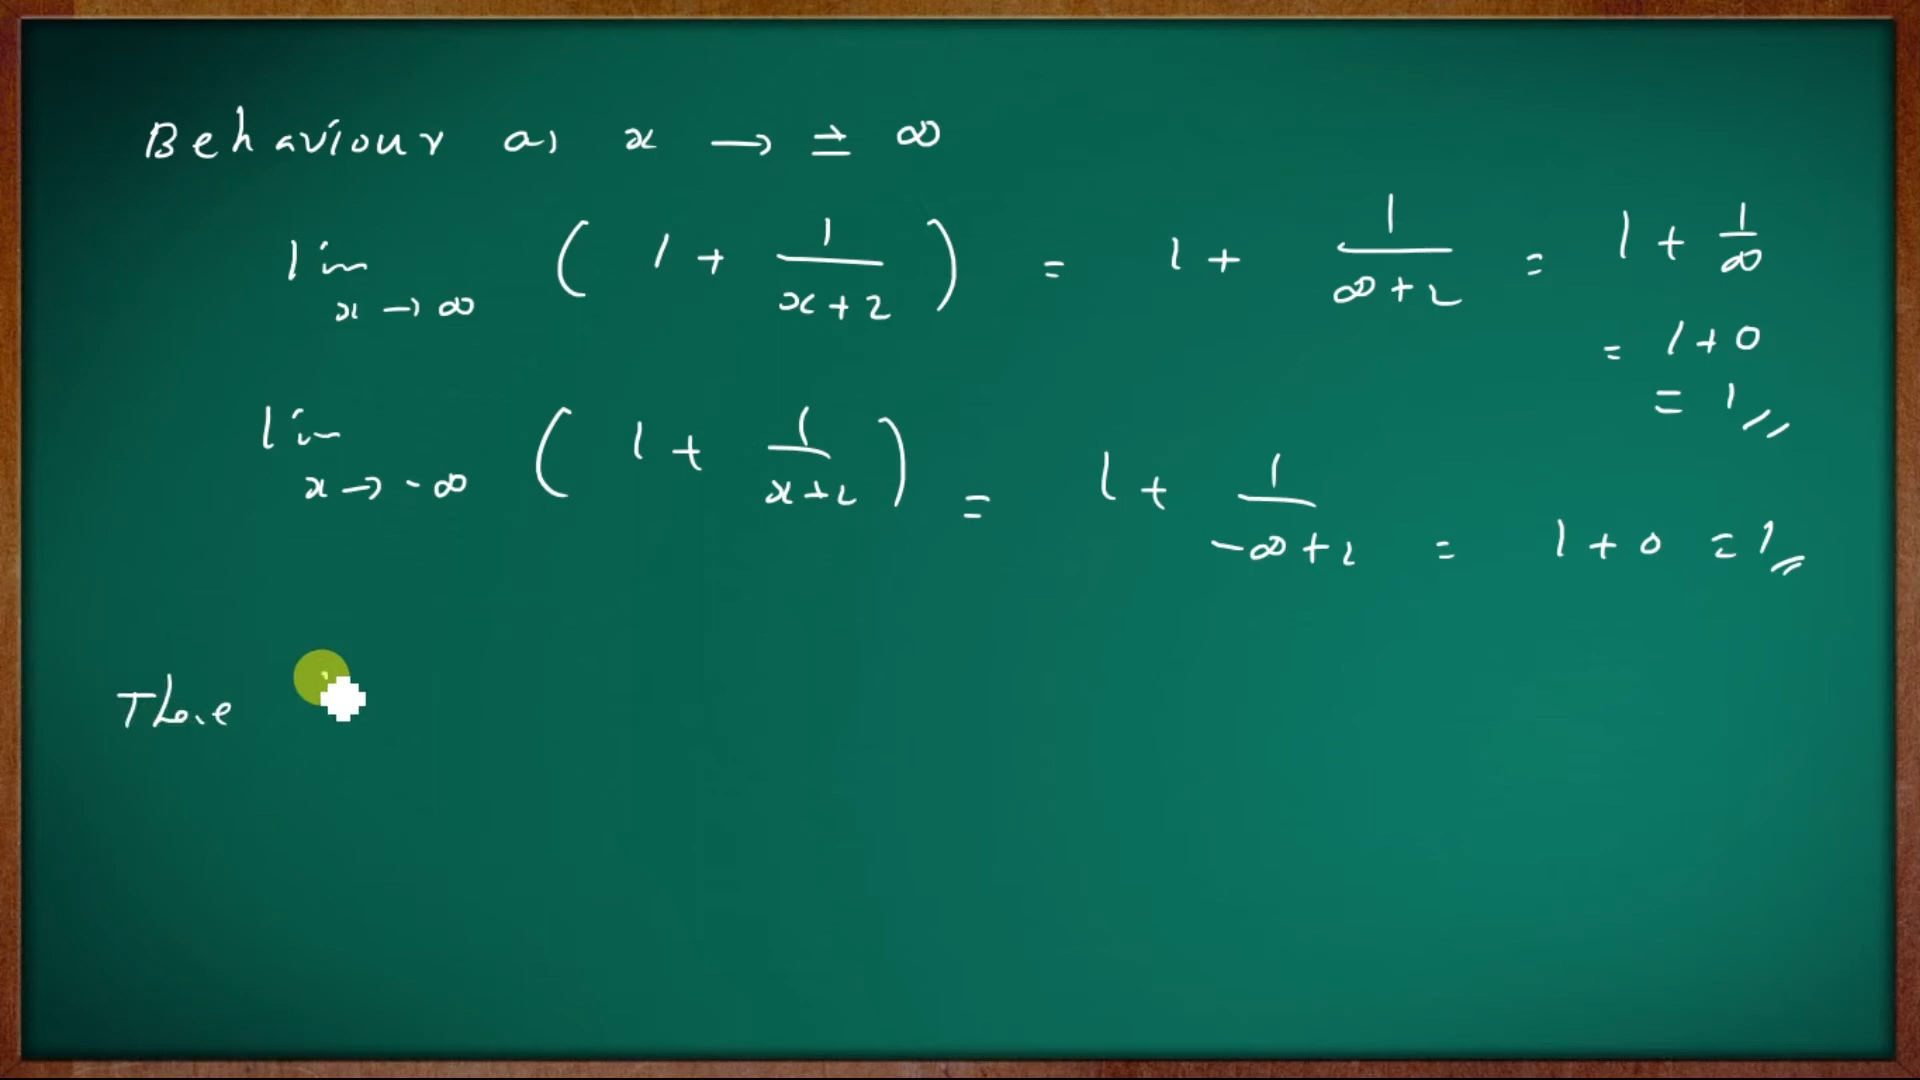 Behaviour as x → ± ∞
lim x → ∞ ( 1 + 1/(x+2) ) = 1 + 1/(∞+2) = 1 + 1/∞
= 1+0
= 1
lim x → -∞ ( 1 + 1/(x+2) ) = 1 + 1/(-∞+2) = 1 + 0 = 1